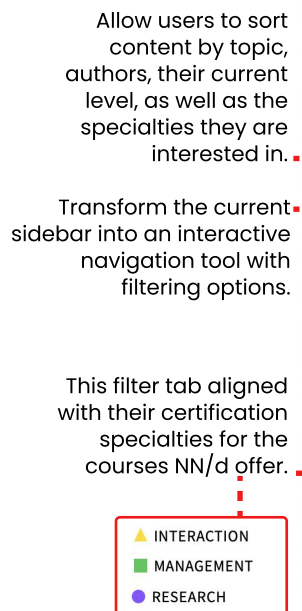 Allow users to sort
content by topic,
authors, their current
level, as well as the
specialties they are
interested in.
Transform the current
sidebar into an interactive
navigation tool with
filtering options.
This filter tab aligned
with their certification
specialties for the
courses NN/d offer.
INTERACTION
MANAGEMENT
RESEARCH